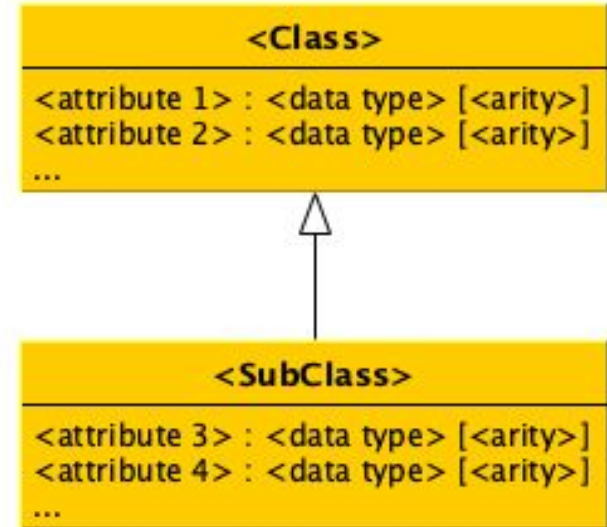 <Class>
<attribute 1> : <data type> [<arity>]
<attribute 2> : <data type> [<arity>]
...
<SubClass>
<attribute 3> : <data type> [<arity>]
<attribute 4> : <data type> [<arity>]
...